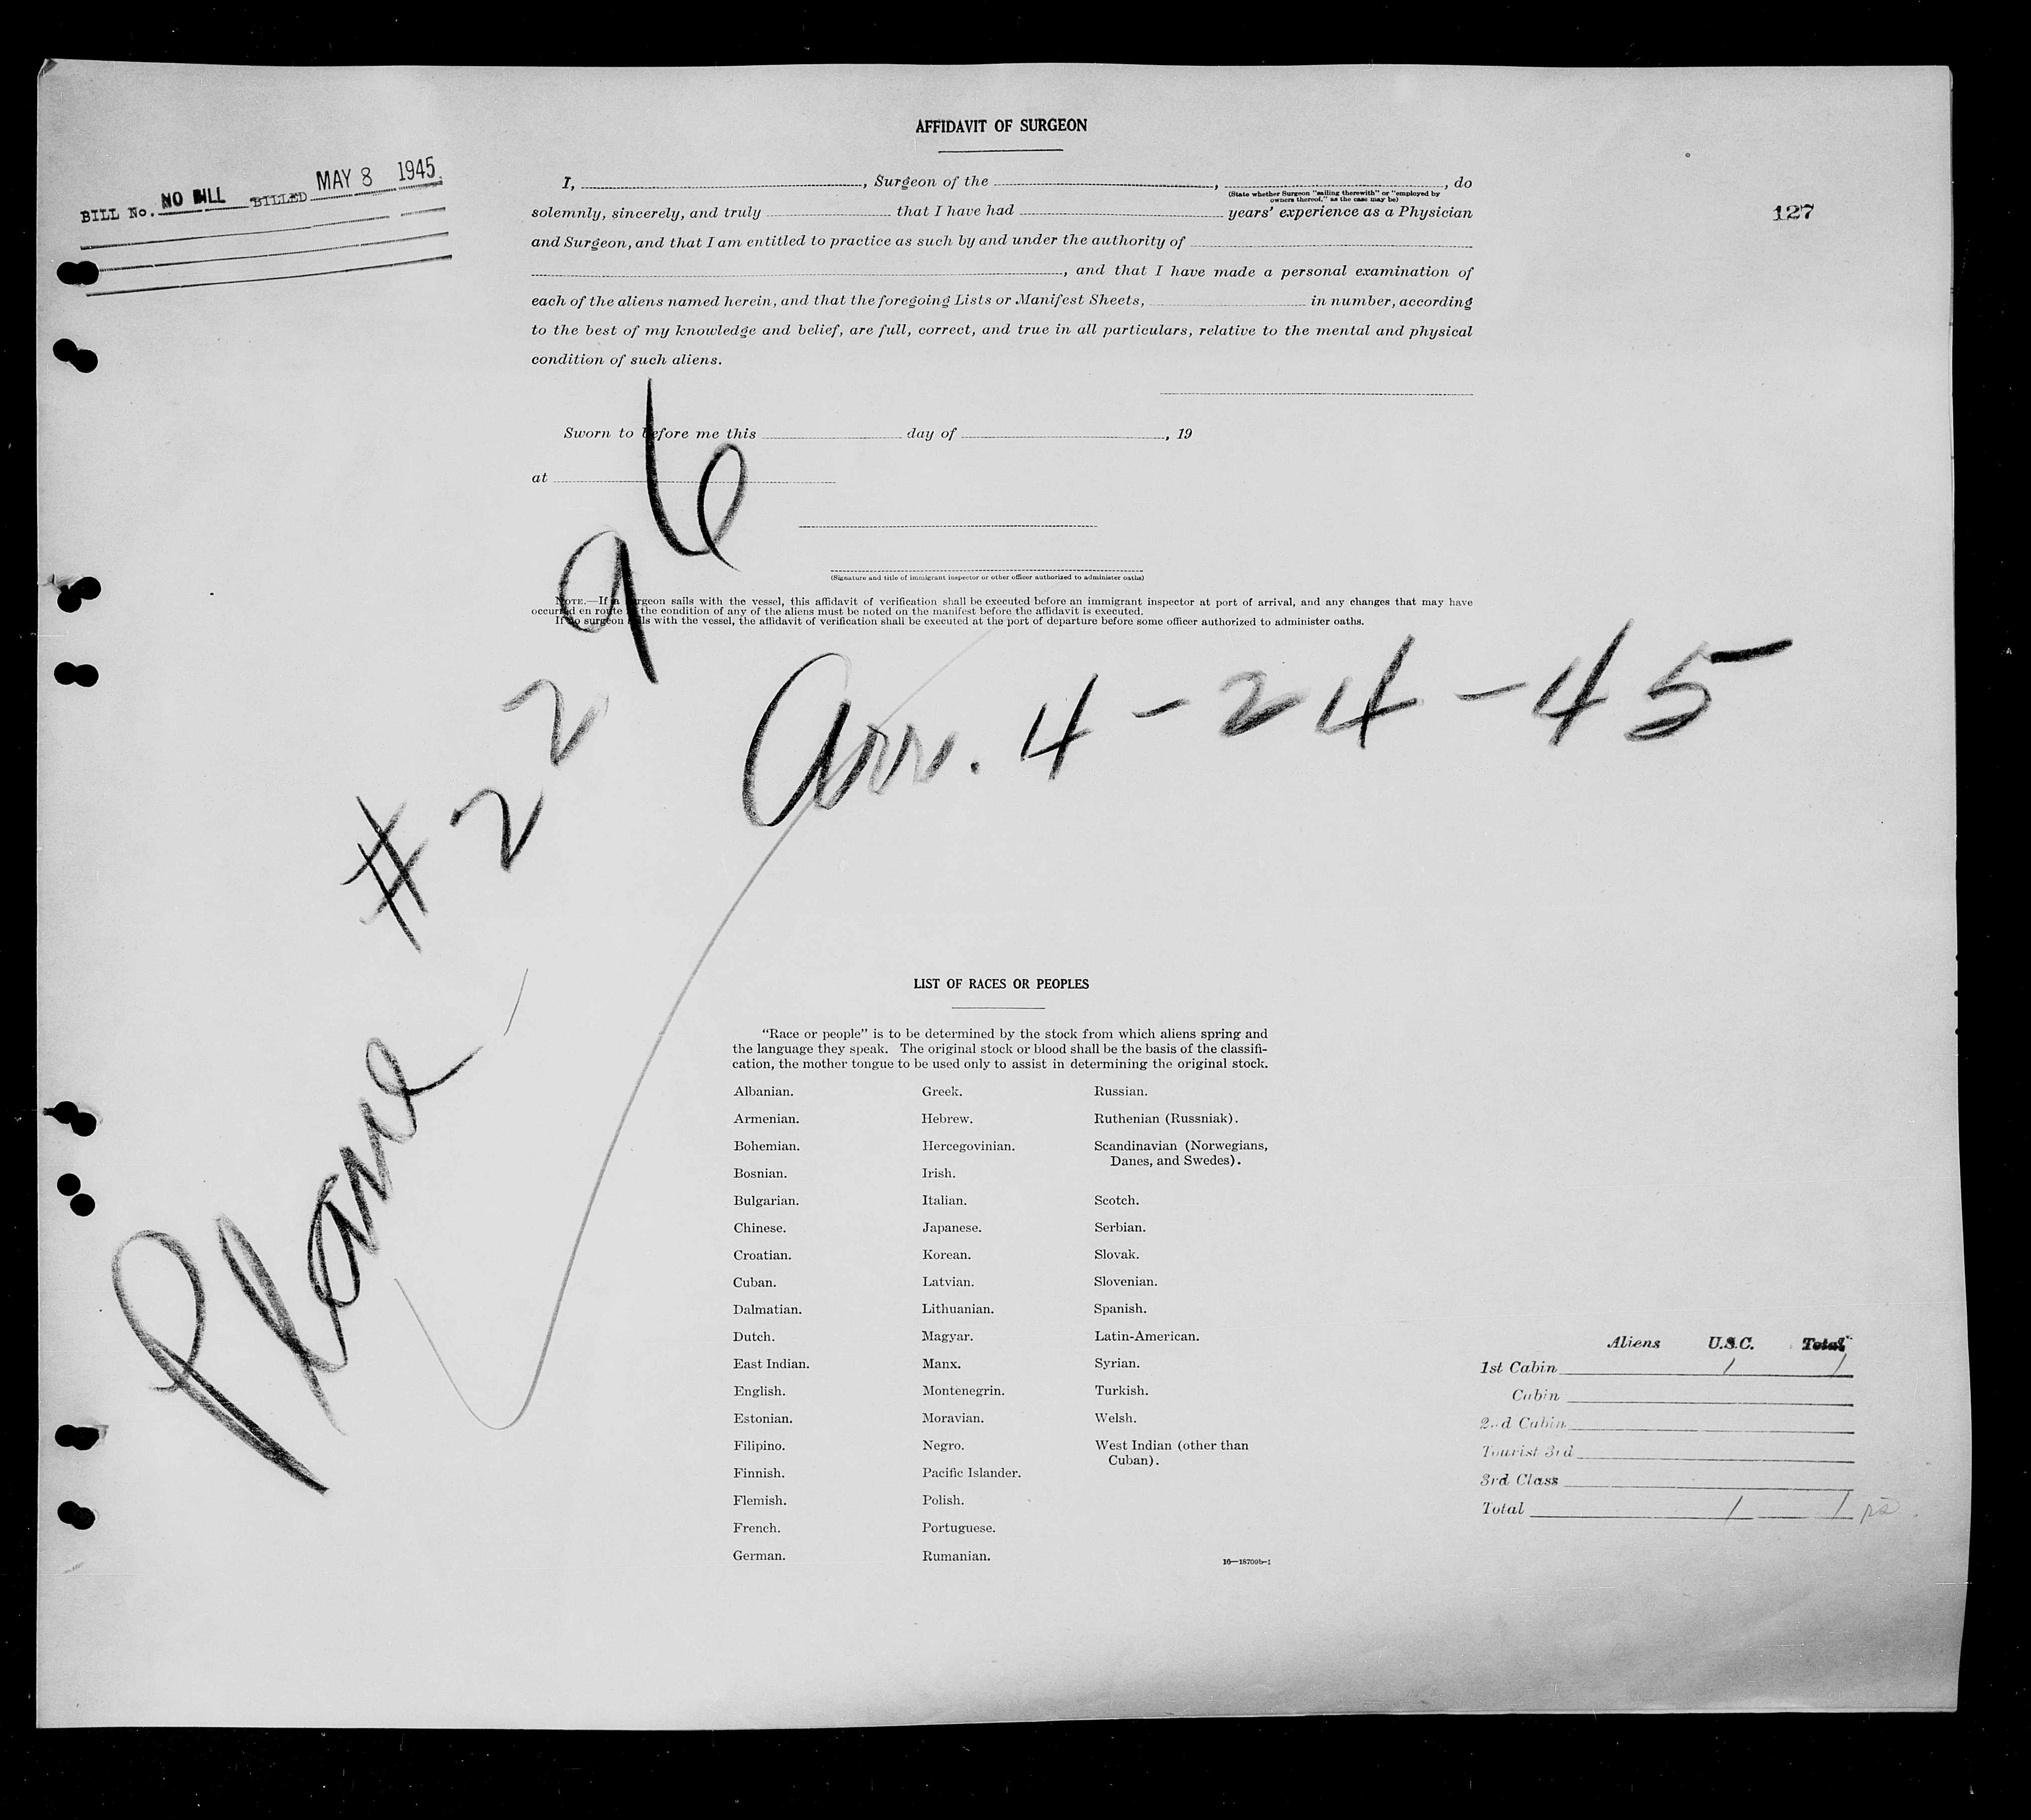 AFFIDAVIT OF SURGEON
BILL No. NO BILL BILLED MAY 8 1945
127
I, , Surgeon of the , , do
(State whether Surgeon "sailing therewith" or "employed by
owners thereof," as the case may be)
solemnly, sincerely, and truly that I have had years' experience as a Physician
and Surgeon, and that I am entitled to practice as such by and under the authority of
, and that I have made a personal examination of
each of the aliens named herein, and that the foregoing Lists or Manifest Sheets, in number, according
to the best of my knowledge and belief, are full, correct, and true in all particulars, relative to the mental and physical
condition of such aliens.
Sworn to before me this day of , 19
at
(Signature and title of immigrant inspector or other officer authorized to administer oaths)
NOTE.—If a surgeon sails with the vessel, this affidavit of verification shall be executed before an immigrant inspector at port of arrival, and any changes that may have
occurred en route in the condition of any of the aliens must be noted on the manifest before the affidavit is executed.
If no surgeon sails with the vessel, the affidavit of verification shall be executed at the port of departure before some officer authorized to administer oaths.
Plane - #2296
Arr. 4-24-45
LIST OF RACES OR PEOPLES
"Race or people" is to be determined by the stock from which aliens spring and
the language they speak. The original stock or blood shall be the basis of the classifi-
cation, the mother tongue to be used only to assist in determining the original stock.
Albanian. Greek. Russian.
Armenian. Hebrew. Ruthenian (Russniak).
Bohemian. Hercegovinian. Scandinavian (Norwegians,
Danes, and Swedes).
Bosnian. Irish.
Bulgarian. Italian. Scotch.
Chinese. Japanese. Serbian.
Croatian. Korean. Slovak.
Cuban. Latvian. Slovenian.
Dalmatian. Lithuanian. Spanish.
Dutch. Magyar. Latin-American.
East Indian. Manx. Syrian.
English. Montenegrin. Turkish.
Estonian. Moravian. Welsh.
Filipino. Negro. West Indian (other than
Cuban).
Finnish. Pacific Islander.
Flemish. Polish.
French. Portuguese.
German. Rumanian.
16—18709b-1
Aliens U.S.C. Total
1st Cabin 1 1
Cabin
2nd Cabin
Tourist 3rd
3rd Class
Total 1 1